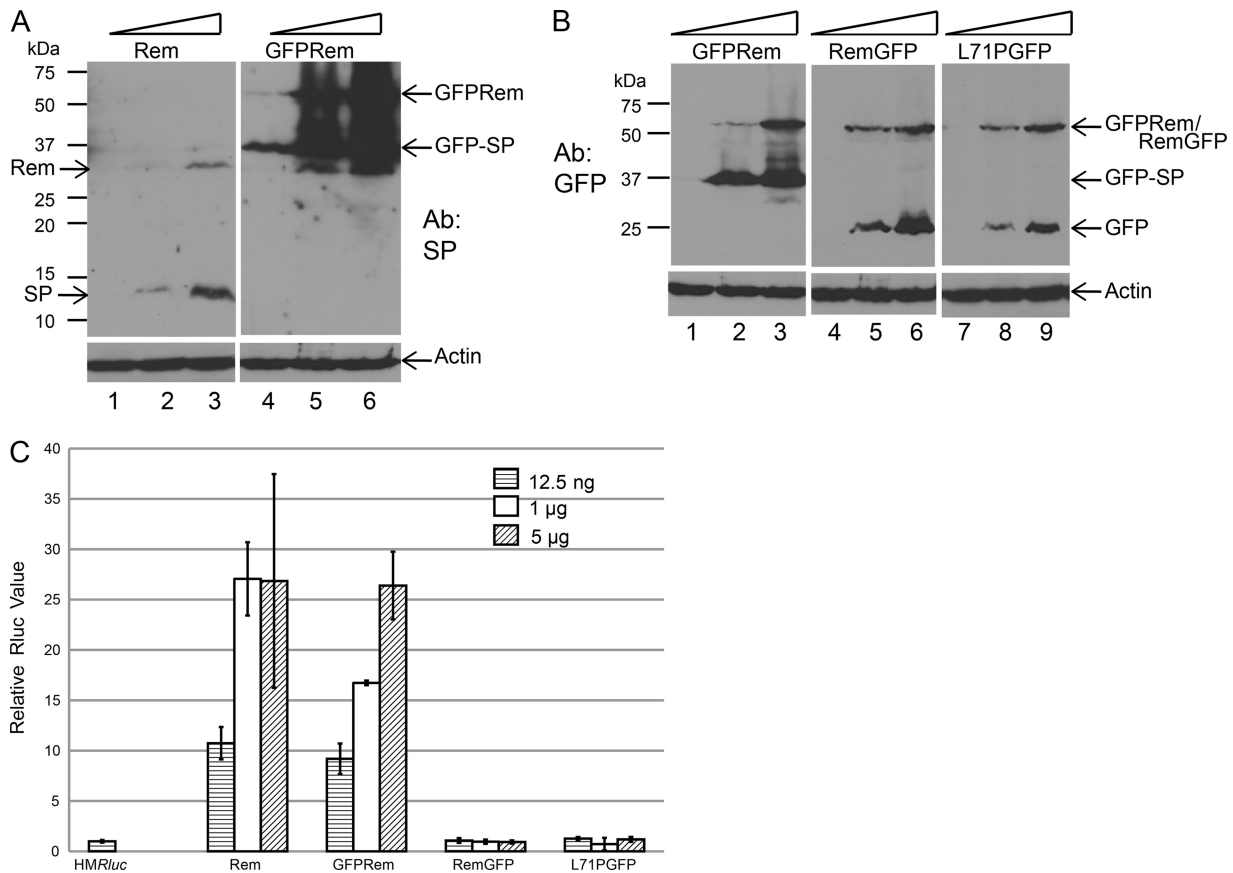 A
kDa
Rem
GFPRem
75
50
37
Rem
25
20
15
SP
10
GFPRem
GFP-SP
Ab:
SP
Actin
1 2 3 4 5 6
B
GFPRem
RemGFP
L71PGFP
kDa
75
50
37
25
Ab:
GFP
GFPRem/
RemGFP
GFP-SP
GFP
Actin
1 2 3 4 5 6 7 8 9
C
40
35
30
25
20
15
10
5
0
Relative Rluc Value
12.5 ng
1 µg
5 µg
HMRluc
Rem
GFPRem
RemGFP
L71PGFP